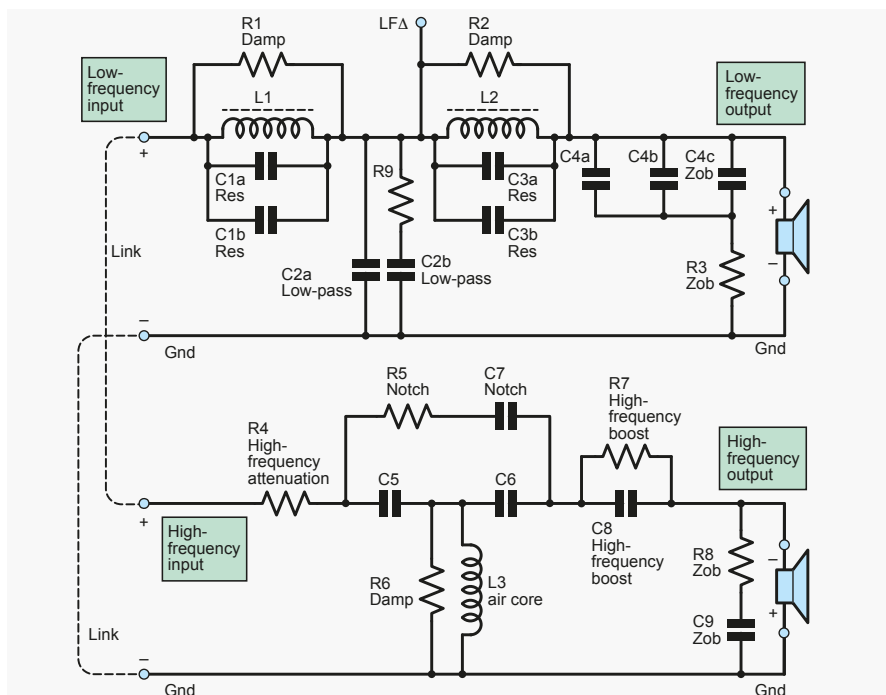 R1
Damp
LFΔ
R2
Damp
Low-
frequency
input
Low-
frequency
output
L1
L2
+
C1a
Res
C1b
Res
R9
C3a
Res
C3b
Res
C4a
C4b
C4c
Zob
+
–
Link
C2a
Low-pass
C2b
Low-pass
R3
Zob
–
Gnd
Gnd
R5
Notch
C7
Notch
R7
High-
frequency
boost
R4
High-
frequency
attenuation
High-
frequency
output
C5
C6
+
High-
frequency
input
C8
High-
frequency
boost
R6
Damp
L3
air core
R8
Zob
–
+
C9
Zob
Link
–
Gnd
Gnd